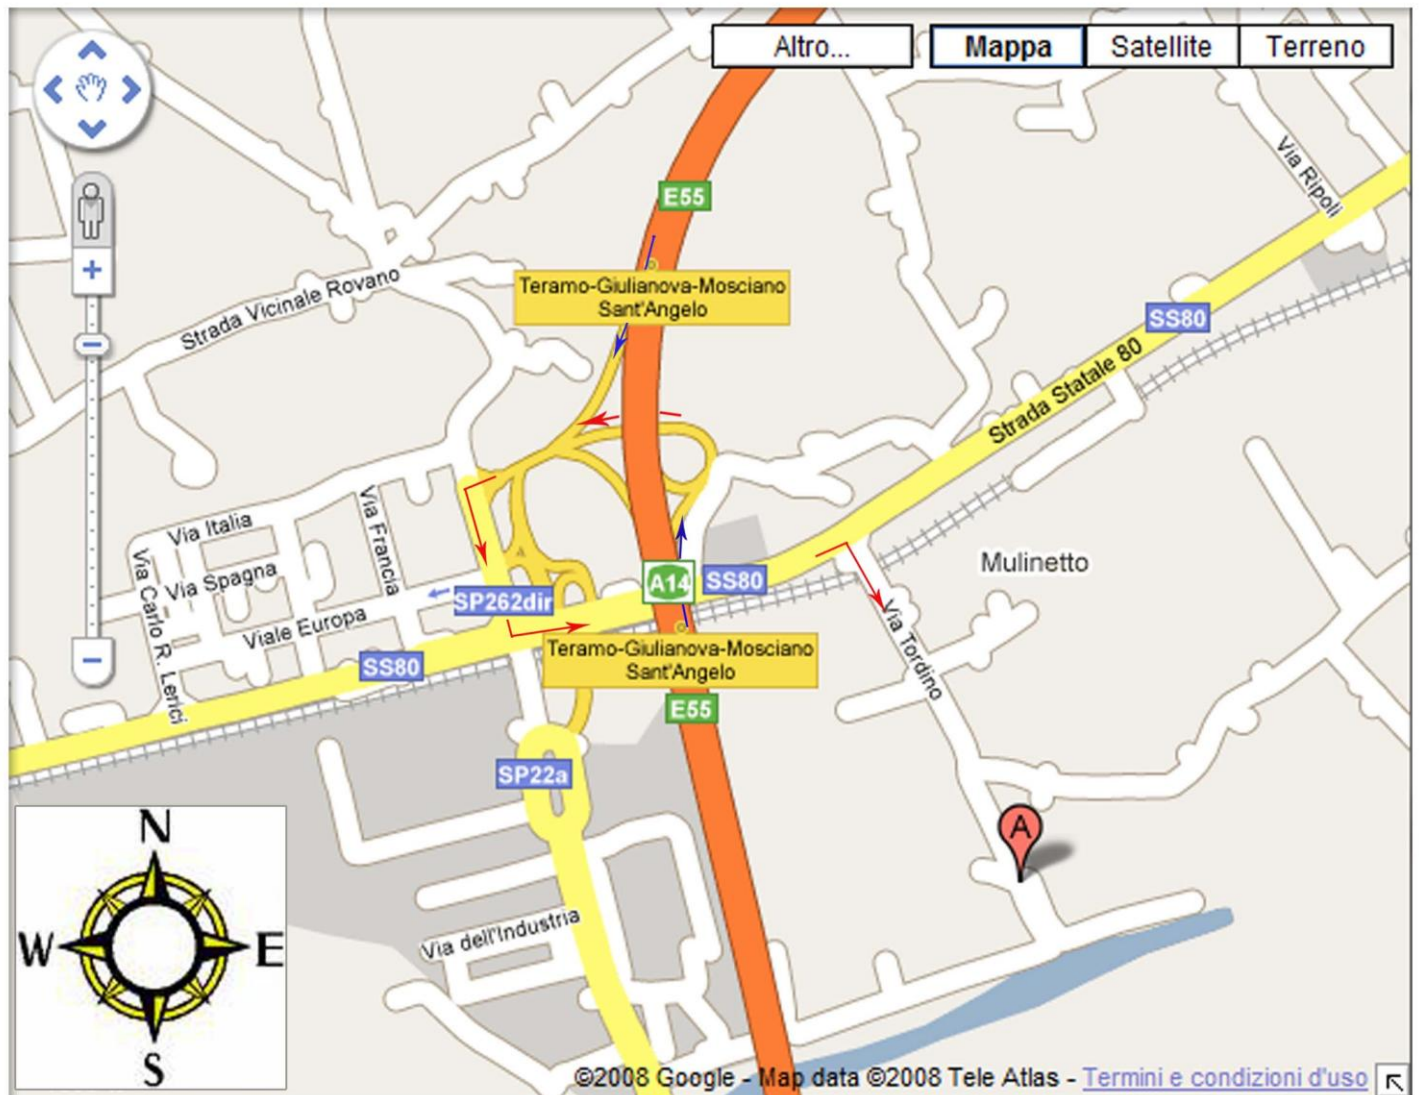 Altro...
Mappa
Satellite
Terreno
Via Ripoli
E55
Teramo-Giulianova-Mosciano
Sant'Angelo
Strada Vicinale Rovano
SS80
Strada Statale 80
Via Italia
Via Francia
Via Spagna
Via Carlo R. Lerici
Viale Europa
SP262dir
A14
SS80
Mulinetto
Via Tordino
SS80
Teramo-Giulianova-Mosciano
Sant'Angelo
E55
SP22a
A
Via dell'Industria
N
W
E
S
©2008 Google - Map data ©2008 Tele Atlas - Termini e condizioni d'uso